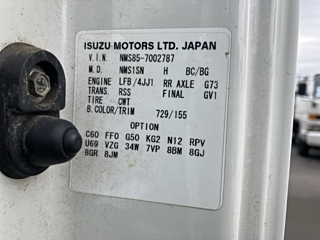 ISUZU MOTORS LTD. JAPAN
V.I.N. NMS85-7002787
M.D. NMS1SN H BC/BG
ENGINE LFB/4JJ1 RR AXLE G73
TRANS. RSS FINAL GV1
TIRE CWT
B.COLOR/TRIM 729/155
OPTION
C60 FF0 G50 KG2 N12 RPV
U69 VZG 34W 7VP 8BM 8GJ
8GR 8JM